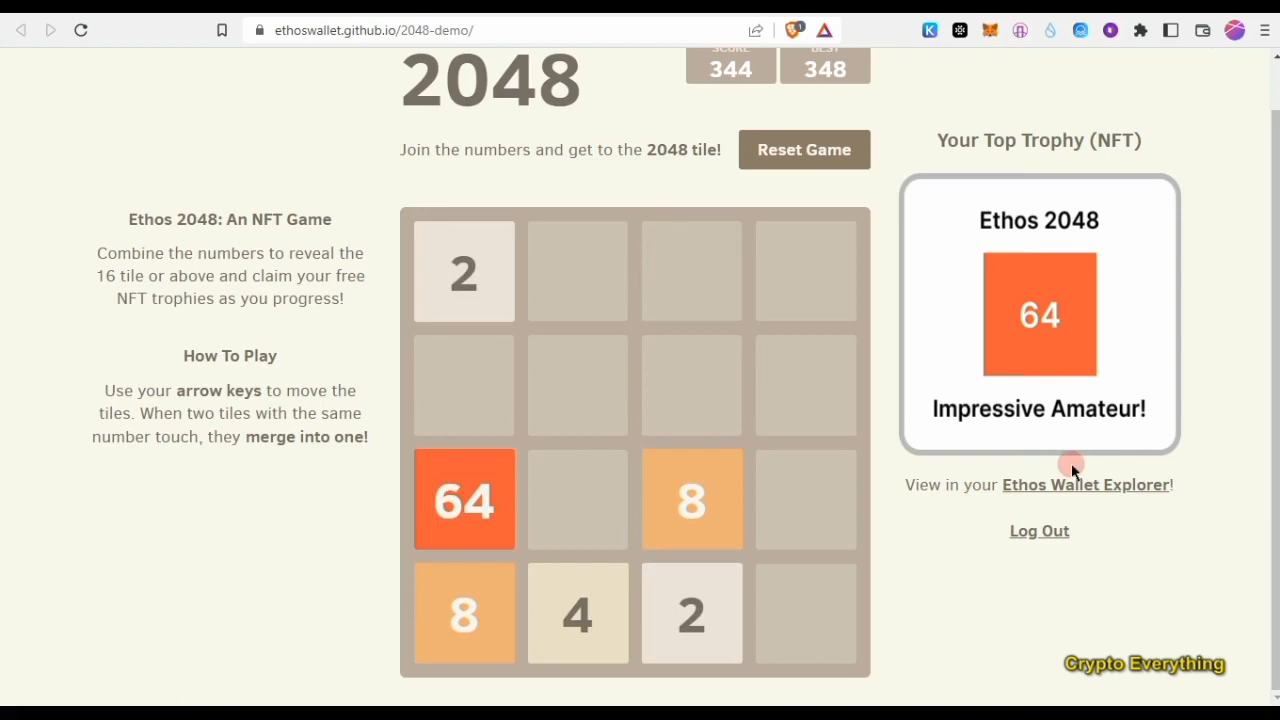 ethoswallet.github.io/2048-demo/
1
2048
SCORE
344
BEST
348
Join the numbers and get to the 2048 tile!
Reset Game
Your Top Trophy (NFT)
Ethos 2048: An NFT Game
Combine the numbers to reveal the
16 tile or above and claim your free
NFT trophies as you progress!
How To Play
Use your arrow keys to move the
tiles. When two tiles with the same
number touch, they merge into one!
2
64
8
8
4
2
Ethos 2048
64
Impressive Amateur!
View in your Ethos Wallet Explorer!
Log Out
Crypto Everything